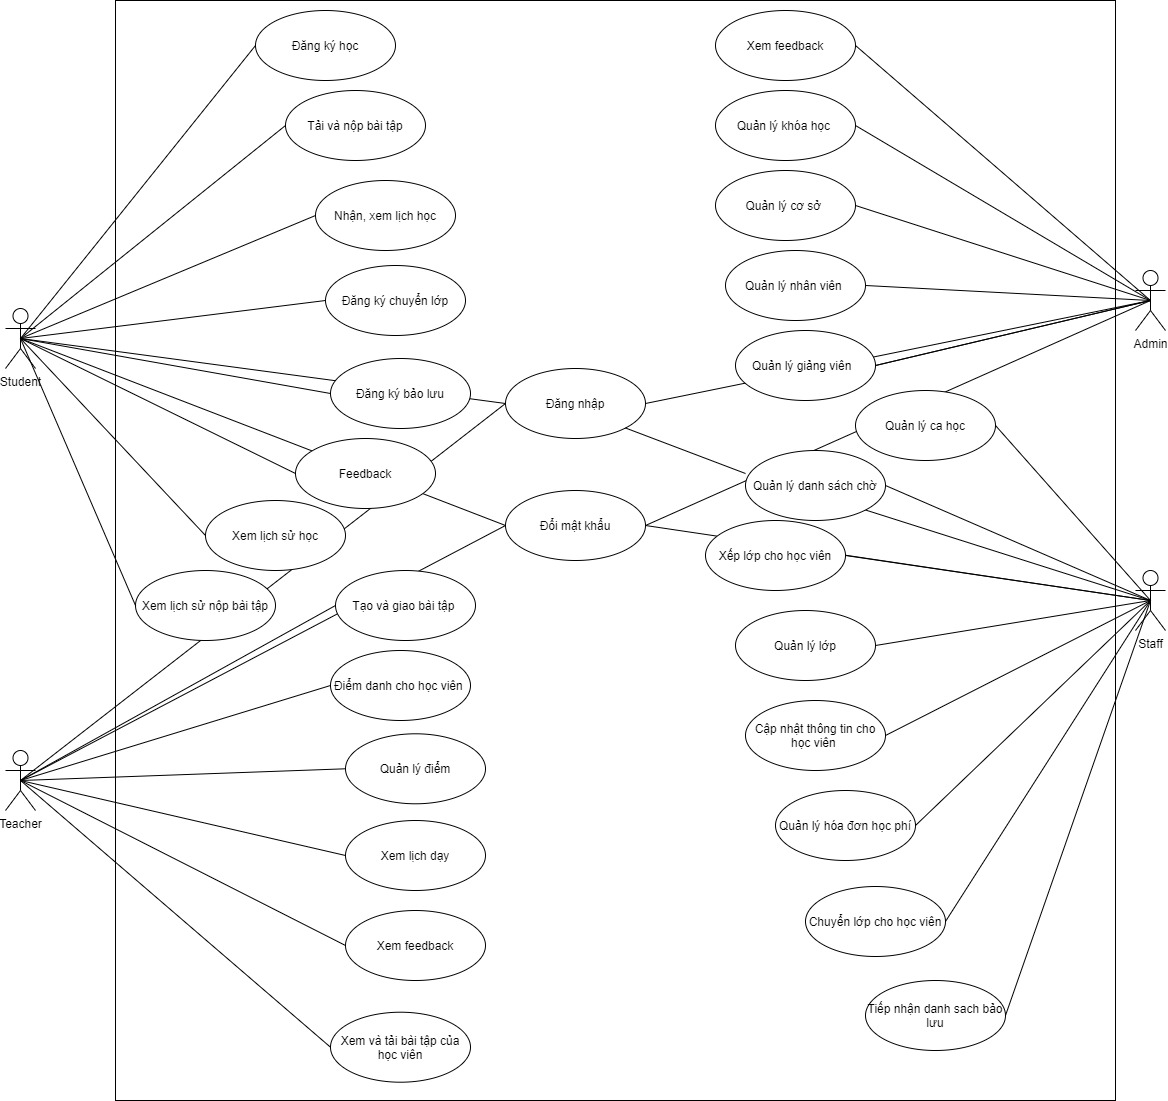 Đăng ký học
Xem feedback
Tải và nộp bài tập
Quản lý khóa học
Nhận, xem lịch học
Quản lý cơ sở
Đăng ký chuyển lớp
Quản lý nhân viên
Admin
Student
Đăng ký bảo lưu
Đăng nhập
Quản lý giảng viên
Quản lý ca học
Feedback
Quản lý danh sách chờ
Đổi mật khẩu
Xem lịch sử học
Xếp lớp cho học viên
Xem lịch sử nộp bài tập
Tạo và giao bài tập
Quản lý lớp
Staff
Điểm danh cho học viên
Cập nhật thông tin cho
học viên
Quản lý điểm
Teacher
Quản lý hóa đơn học phí
Xem lịch dạy
Chuyển lớp cho học viên
Xem feedback
Tiếp nhận danh sach bảo
lưu
Xem và tải bài tập của
học viên